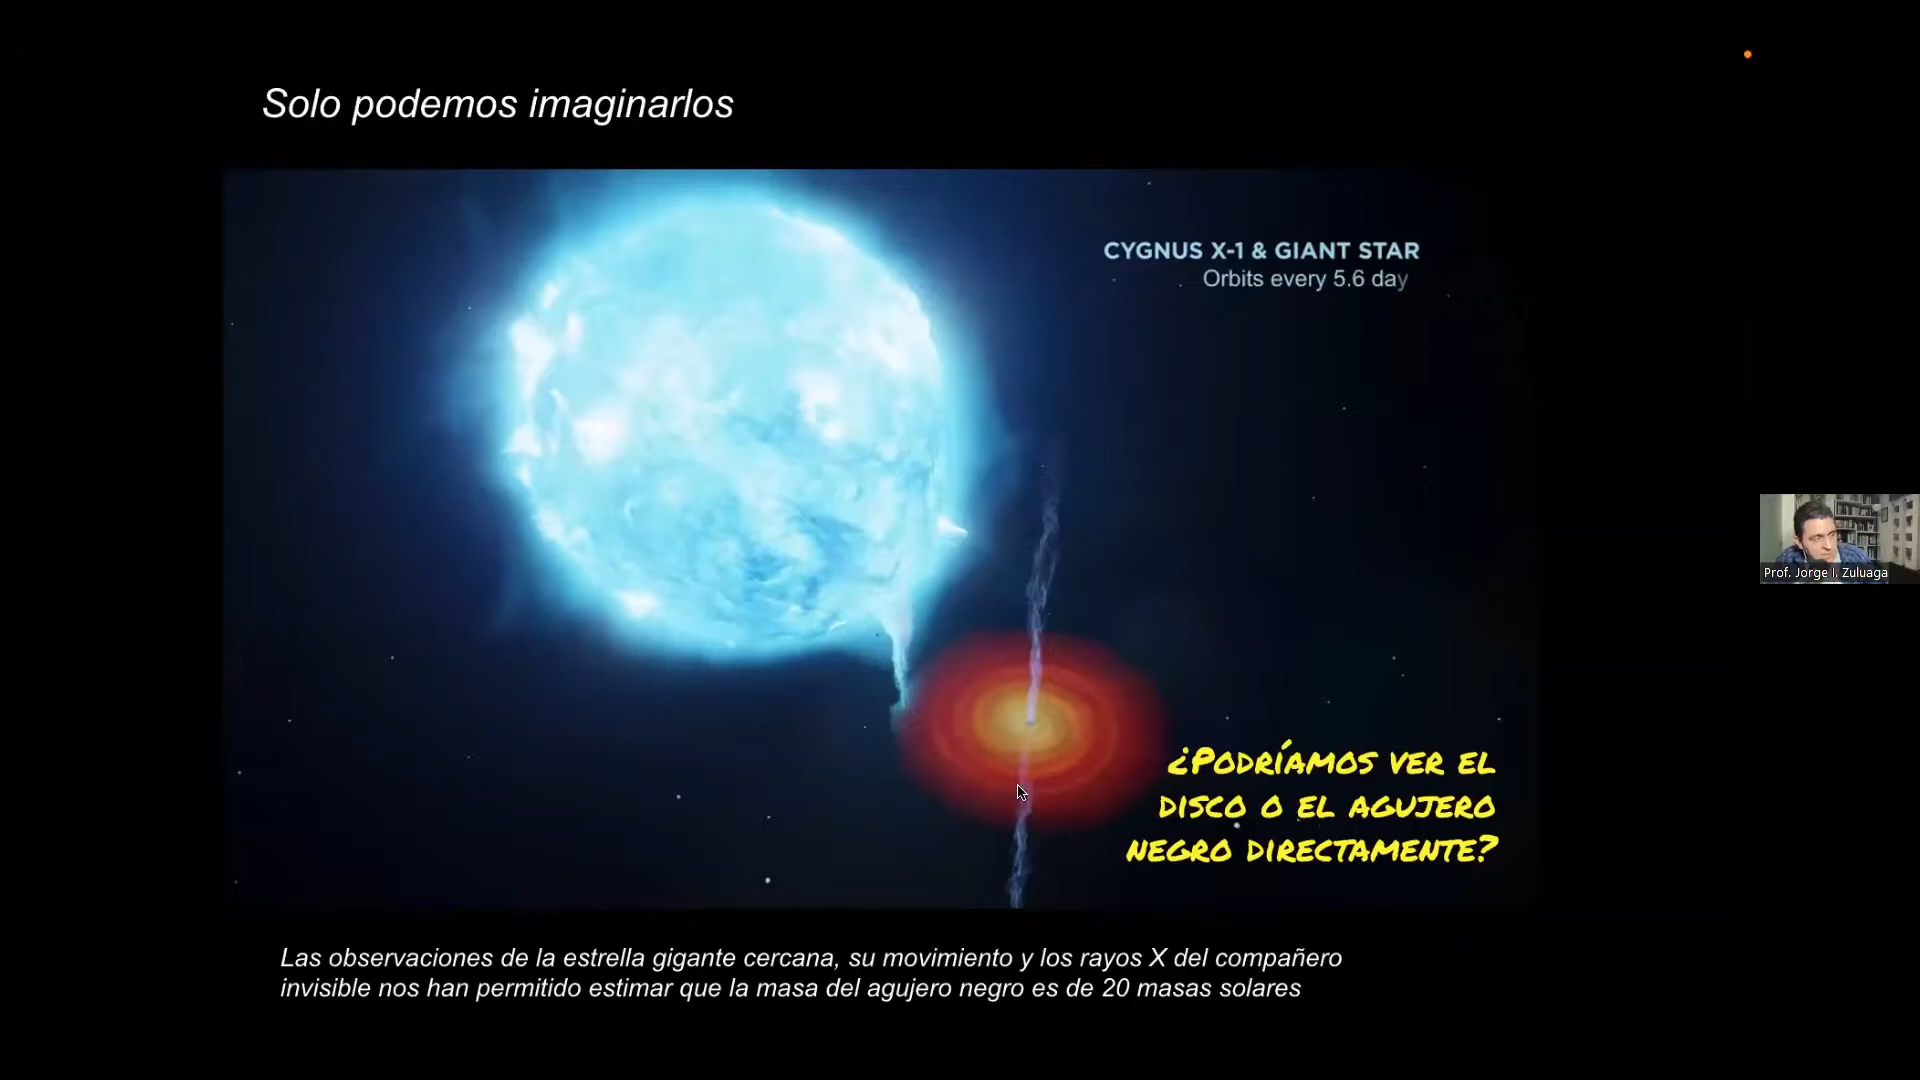 Solo podemos imaginarlos
CYGNUS X-1 & GIANT STAR
Orbits every 5.6 day
¿PODRÍAMOS VER EL
DISCO O EL AGUJERO
NEGRO DIRECTAMENTE?
Prof. Jorge I. Zuluaga
Las observaciones de la estrella gigante cercana, su movimiento y los rayos X del compañero
invisible nos han permitido estimar que la masa del agujero negro es de 20 masas solares